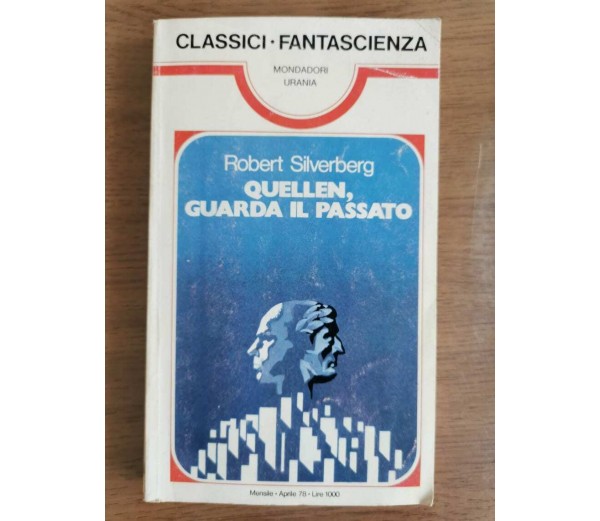 CLASSICI • FANTASCIENZA
MONDADORI
URANIA
Robert Silverberg
QUELLEN,
GUARDA IL PASSATO
Mensile • Aprile 78 • Lire 1000